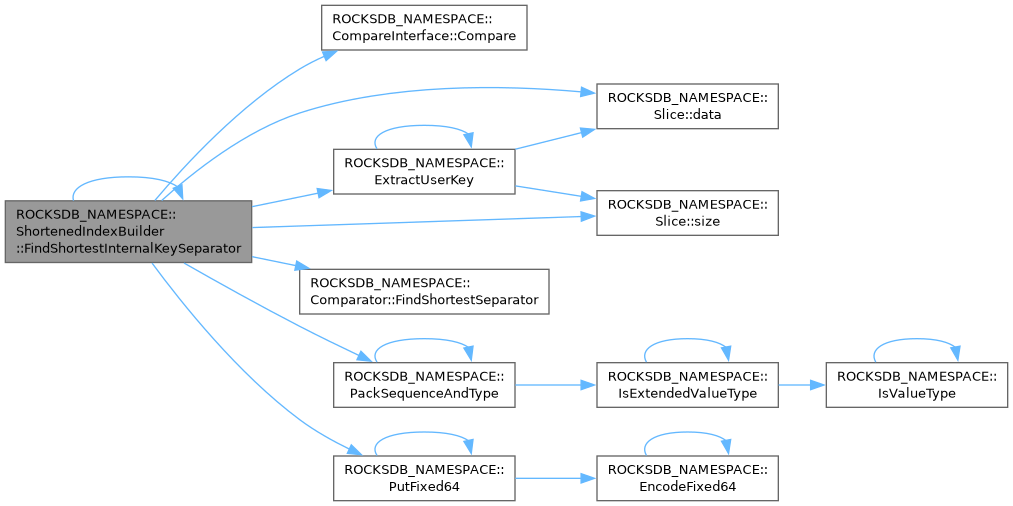 ROCKSDB_NAMESPACE::
CompareInterface::Compare
ROCKSDB_NAMESPACE::
Slice::data
ROCKSDB_NAMESPACE::
ExtractUserKey
ROCKSDB_NAMESPACE::
Slice::size
ROCKSDB_NAMESPACE::
ShortenedIndexBuilder
::FindShortestInternalKeySeparator
ROCKSDB_NAMESPACE::
Comparator::FindShortestSeparator
ROCKSDB_NAMESPACE::
PackSequenceAndType
ROCKSDB_NAMESPACE::
IsExtendedValueType
ROCKSDB_NAMESPACE::
IsValueType
ROCKSDB_NAMESPACE::
PutFixed64
ROCKSDB_NAMESPACE::
EncodeFixed64